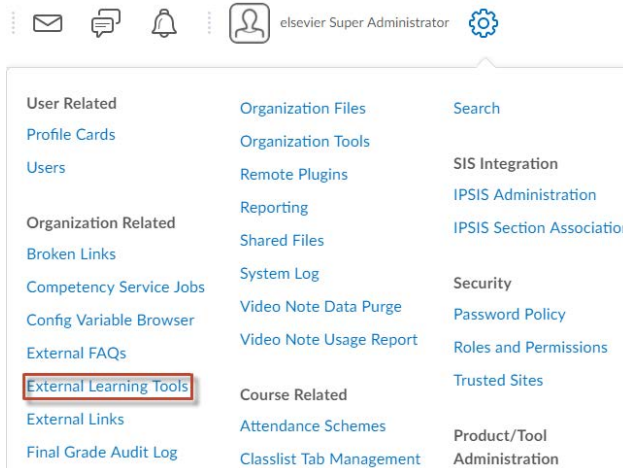 elsevier Super Administrator
User Related
Profile Cards
Users
Organization Related
Broken Links
Competency Service Jobs
Config Variable Browser
External FAQs
External Learning Tools
External Links
Final Grade Audit Log
Organization Files
Organization Tools
Remote Plugins
Reporting
Shared Files
System Log
Video Note Data Purge
Video Note Usage Report
Course Related
Attendance Schemes
Classlist Tab Management
Search
SIS Integration
IPSIS Administration
IPSIS Section Associatio
Security
Password Policy
Roles and Permissions
Trusted Sites
Product/Tool
Administration